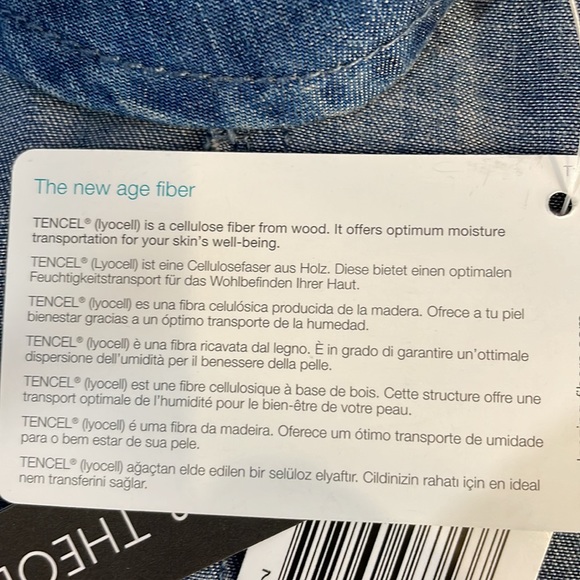 The new age fiber
TENCEL® (lyocell) is a cellulose fiber from wood. It offers optimum moisture
transportation for your skin's well-being.
TENCEL® (Lyocell) ist eine Cellulosefaser aus Holz. Diese bietet einen optimalen
Feuchtigkeitstransport für das Wohlbefinden Ihrer Haut.
TENCEL® (lyocell) es una fibra celulósica producida de la madera. Ofrece a tu piel
bienestar gracias a un óptimo transporte de la humedad.
TENCEL® (lyocell) è una fibra ricavata dal legno. È in grado di garantire un'ottimale
dispersione dell'umidità per il benessere della pelle.
TENCEL® (lyocell) est une fibre cellulosique à base de bois. Cette structure offre une
transport optimale de l'humidité pour le bien-être de votre peau.
TENCEL® (lyocell) é uma fibra da madeira. Oferece um ótimo transporte de umidade
para o bem estar de sua pele.
TENCEL® (lyocell) ağaçtan elde edilen bir selüloz elyaftır. Cildinizin rahatı için en ideal
nem transferini sağlar.
7